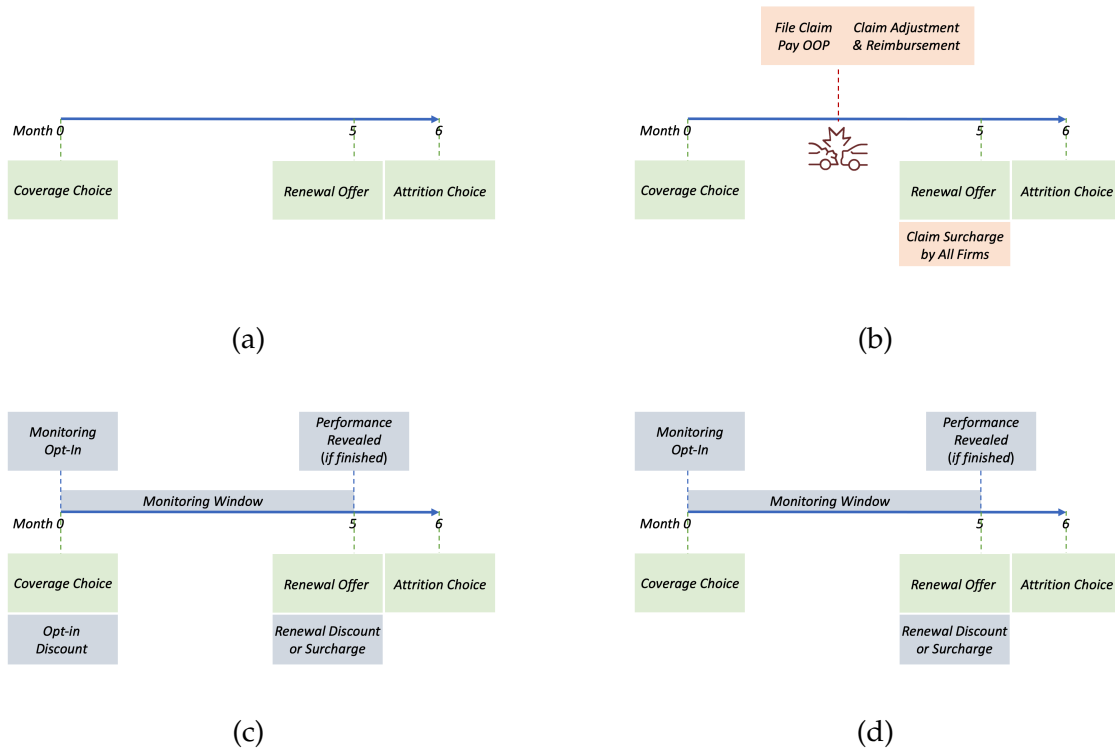 Month 0
5
6
Coverage Choice
Renewal Offer
Attrition Choice
(a)
File Claim
Pay OOP
Claim Adjustment
& Reimbursement
Month 0
5
6
Coverage Choice
Renewal Offer
Attrition Choice
Claim Surcharge
by All Firms
(b)
Monitoring
Opt-In
Performance
Revealed
(if finished)
Monitoring Window
Month 0
5
6
Coverage Choice
Renewal Offer
Attrition Choice
Opt-in
Discount
Renewal Discount
or Surcharge
(c)
Monitoring
Opt-In
Performance
Revealed
(if finished)
Monitoring Window
Month 0
5
6
Coverage Choice
Renewal Offer
Attrition Choice
Renewal Discount
or Surcharge
(d)